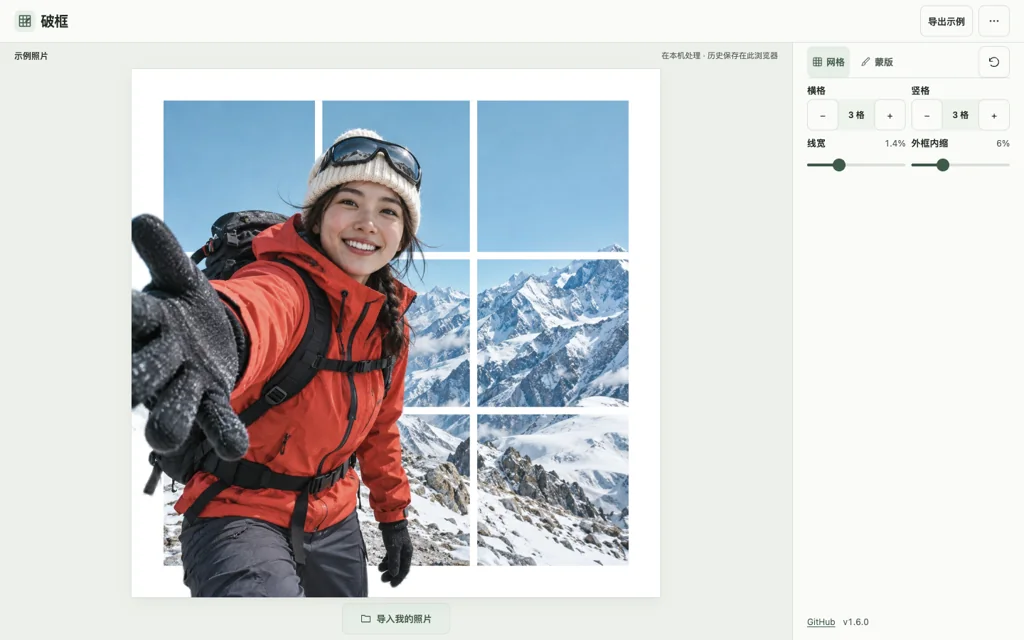 破框
导出示例
···
示例照片
在本机处理 · 历史保存在此浏览器
网格
蒙版
横格
竖格
− 3 格 +
− 3 格 +
线宽 1.4%
外框内缩 6%
导入我的照片
GitHub v1.6.0